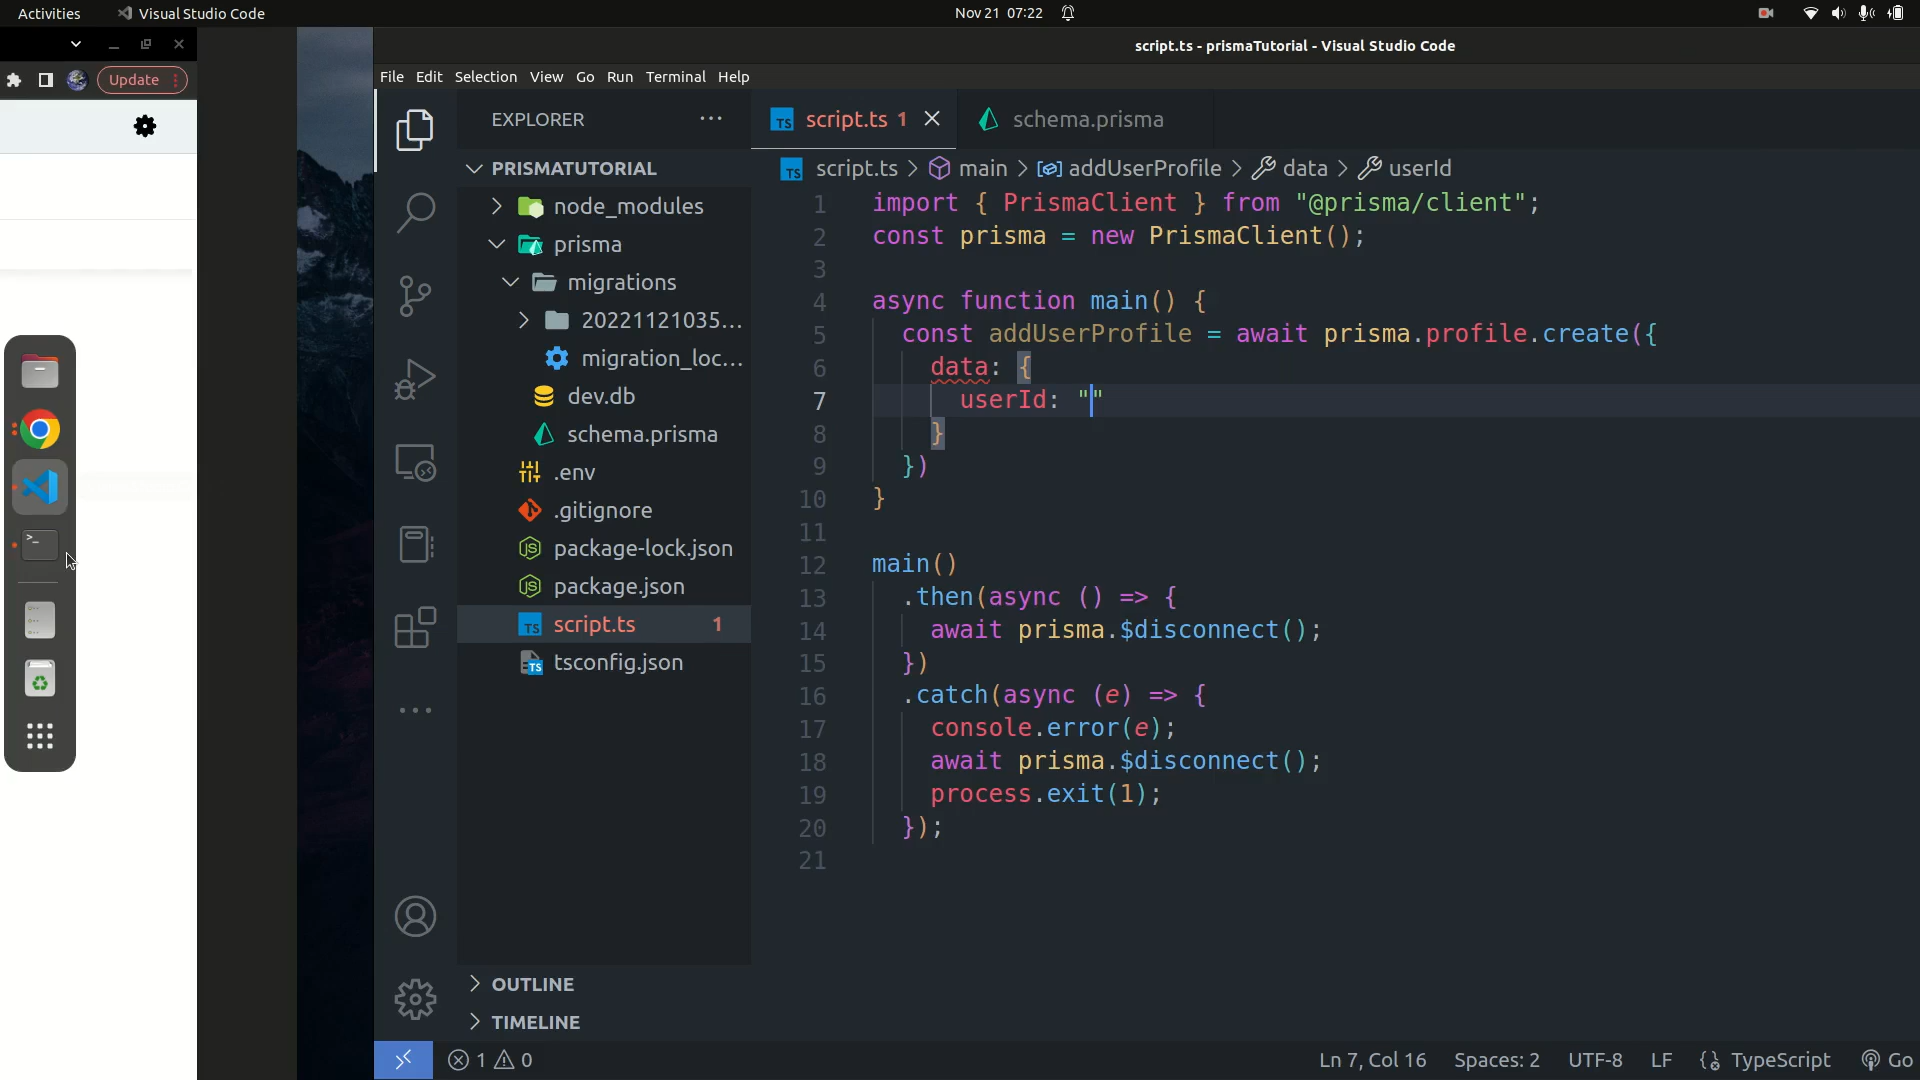 Activities
Visual Studio Code
Nov 21 07:22
Update
script.ts - prismaTutorial - Visual Studio Code
File Edit Selection View Go Run Terminal Help
EXPLORER
PRISMATUTORIAL
node_modules
prisma
migrations
20221121035...
migration_loc...
dev.db
schema.prisma
.env
.gitignore
package-lock.json
package.json
TS script.ts 1
TS tsconfig.json
OUTLINE
TIMELINE
TS script.ts 1
schema.prisma
TS script.ts > main > addUserProfile > data > userId
1 import { PrismaClient } from "@prisma/client";
2 const prisma = new PrismaClient();
3
4 async function main() {
5 const addUserProfile = await prisma.profile.create({
6 data: {
7 userId: ""
8 }
9 })
10 }
11
12 main()
13 .then(async () => {
14 await prisma.$disconnect();
15 })
16 .catch(async (e) => {
17 console.error(e);
18 await prisma.$disconnect();
19 process.exit(1);
20 });
21
1 0
Ln 7, Col 16
Spaces: 2
UTF-8
LF
TypeScript
Go